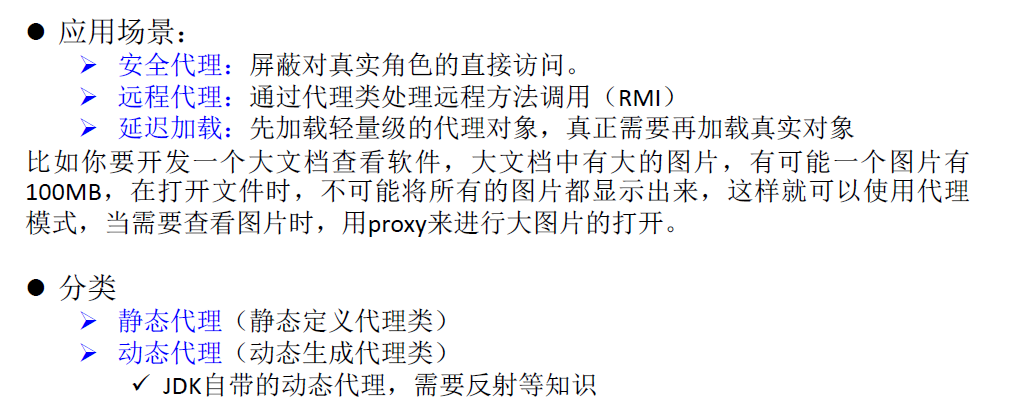 ● 应用场景：
➢ 安全代理：屏蔽对真实角色的直接访问。
➢ 远程代理：通过代理类处理远程方法调用（RMI）
➢ 延迟加载：先加载轻量级的代理对象，真正需要再加载真实对象
比如你要开发一个大文档查看软件，大文档中有大的图片，有可能一个图片有
100MB，在打开文件时，不可能将所有的图片都显示出来，这样就可以使用代理
模式，当需要查看图片时，用proxy来进行大图片的打开。
● 分类
➢ 静态代理（静态定义代理类）
➢ 动态代理（动态生成代理类）
✓ JDK自带的动态代理，需要反射等知识